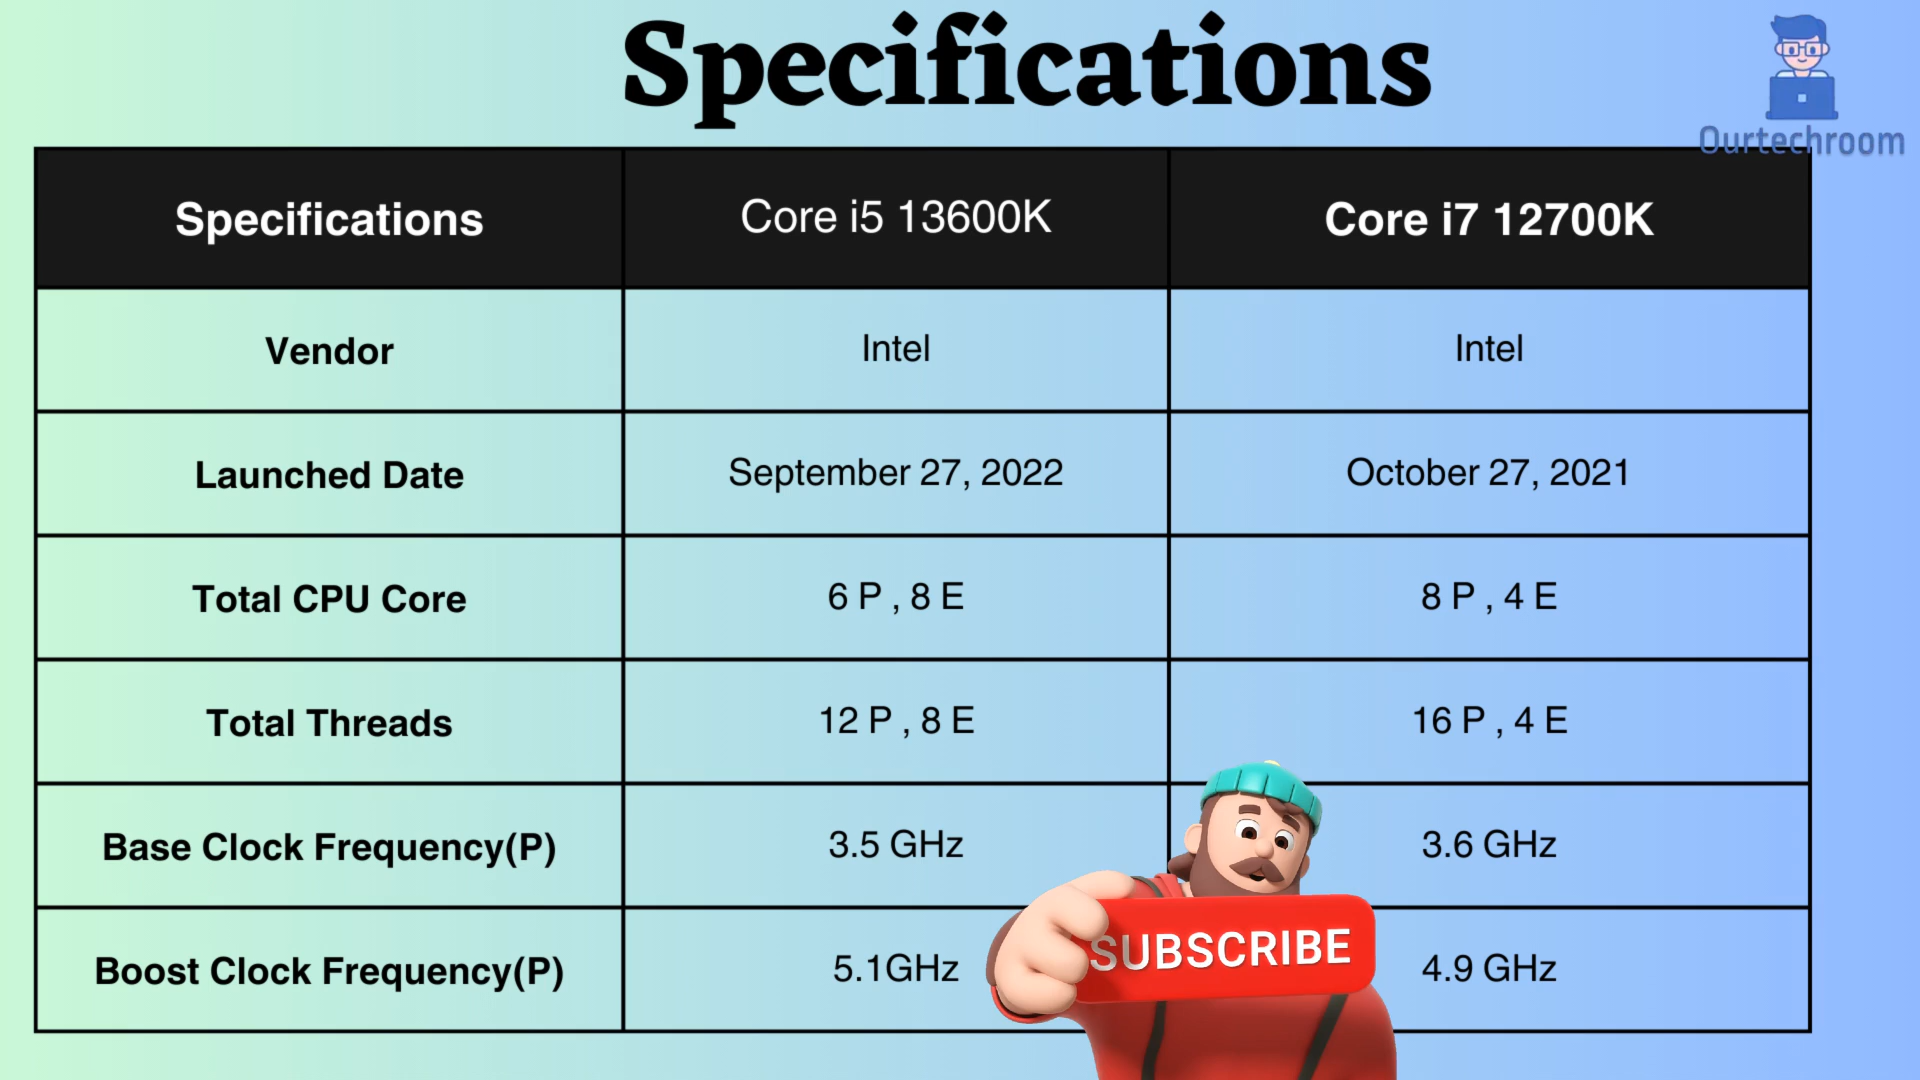 Specifications
Ourtechroom
Specifications Core i5 13600K Core i7 12700K
Vendor Intel Intel
Launched Date September 27, 2022 October 27, 2021
Total CPU Core 6 P , 8 E 8 P , 4 E
Total Threads 12 P , 8 E 16 P , 4 E
Base Clock Frequency(P) 3.5 GHz 3.6 GHz
Boost Clock Frequency(P) 5.1GHz 4.9 GHz
SUBSCRIBE